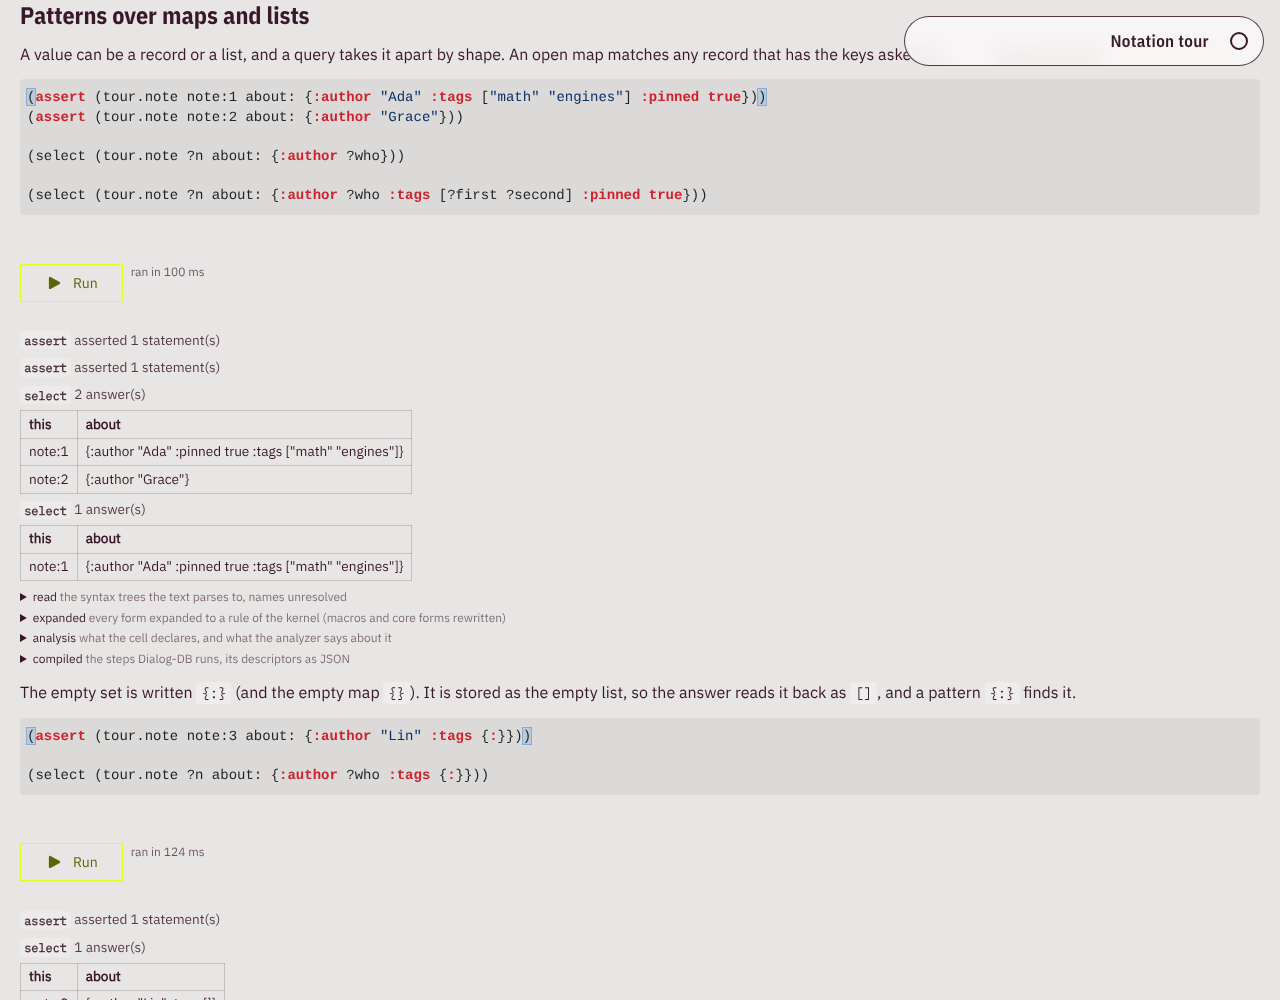 Patterns over maps and lists
Notation tour
A value can be a record or a list, and a query takes it apart by shape. An open map matches any record that has the keys aske
(assert (tour.note note:1 about: {:author "Ada" :tags ["math" "engines"] :pinned true}))
(assert (tour.note note:2 about: {:author "Grace"}))
(select (tour.note ?n about: {:author ?who}))
(select (tour.note ?n about: {:author ?who :tags [?first ?second] :pinned true}))
Run ran in 100 ms
assert asserted 1 statement(s)
assert asserted 1 statement(s)
select 2 answer(s)
this about
note:1 {:author "Ada" :pinned true :tags ["math" "engines"]}
note:2 {:author "Grace"}
select 1 answer(s)
this about
note:1 {:author "Ada" :pinned true :tags ["math" "engines"]}
read the syntax trees the text parses to, names unresolved
expanded every form expanded to a rule of the kernel (macros and core forms rewritten)
analysis what the cell declares, and what the analyzer says about it
compiled the steps Dialog-DB runs, its descriptors as JSON
The empty set is written {:} (and the empty map {}). It is stored as the empty list, so the answer reads it back as [], and a pattern {:} finds it.
(assert (tour.note note:3 about: {:author "Lin" :tags {:}}))
(select (tour.note ?n about: {:author ?who :tags {:}}))
Run ran in 124 ms
assert asserted 1 statement(s)
select 1 answer(s)
this about